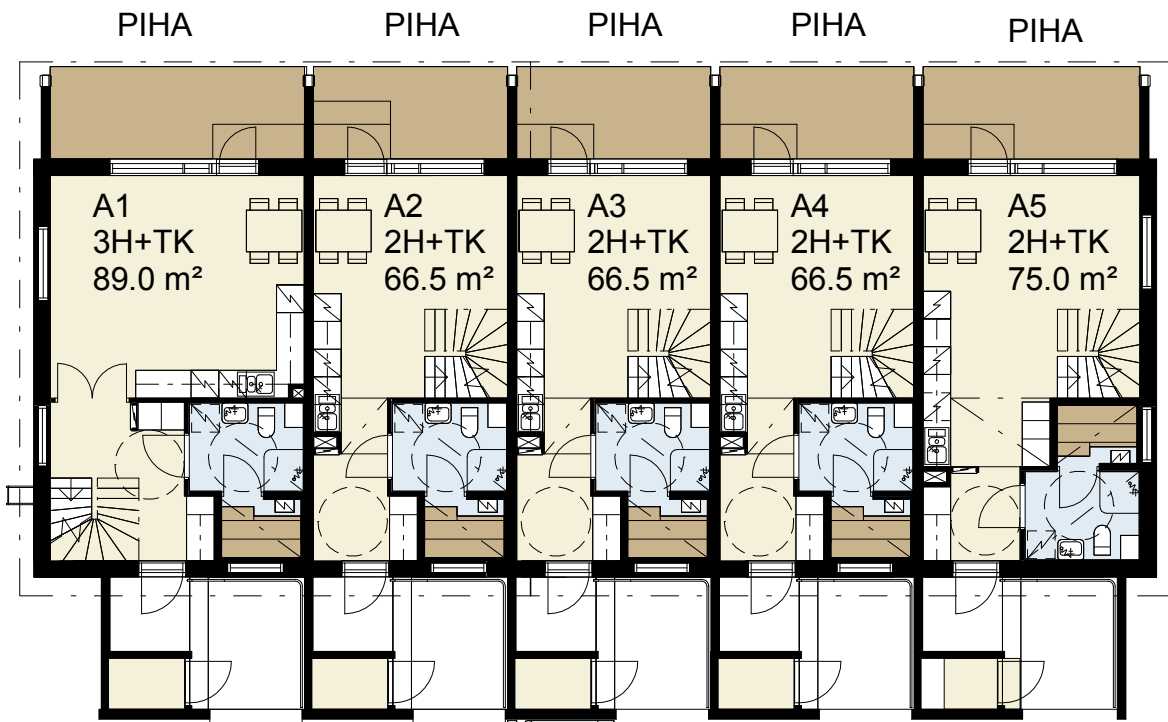 PIHA
PIHA
PIHA
PIHA
PIHA
A1
3H+TK
89.0 m²
A2
2H+TK
66.5 m²
A3
2H+TK
66.5 m²
A4
2H+TK
66.5 m²
A5
2H+TK
75.0 m²